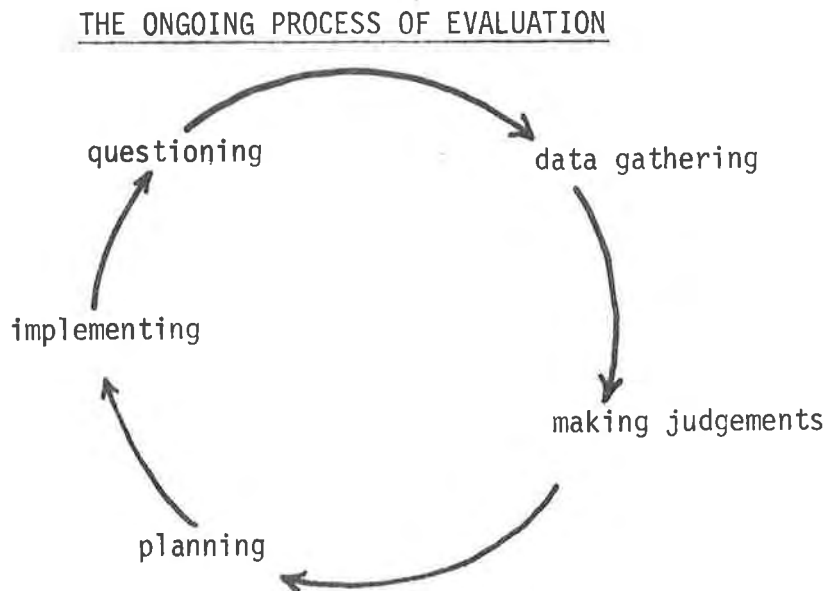 THE ONGOING PROCESS OF EVALUATION
questioning
data gathering
making judgements
planning
implementing